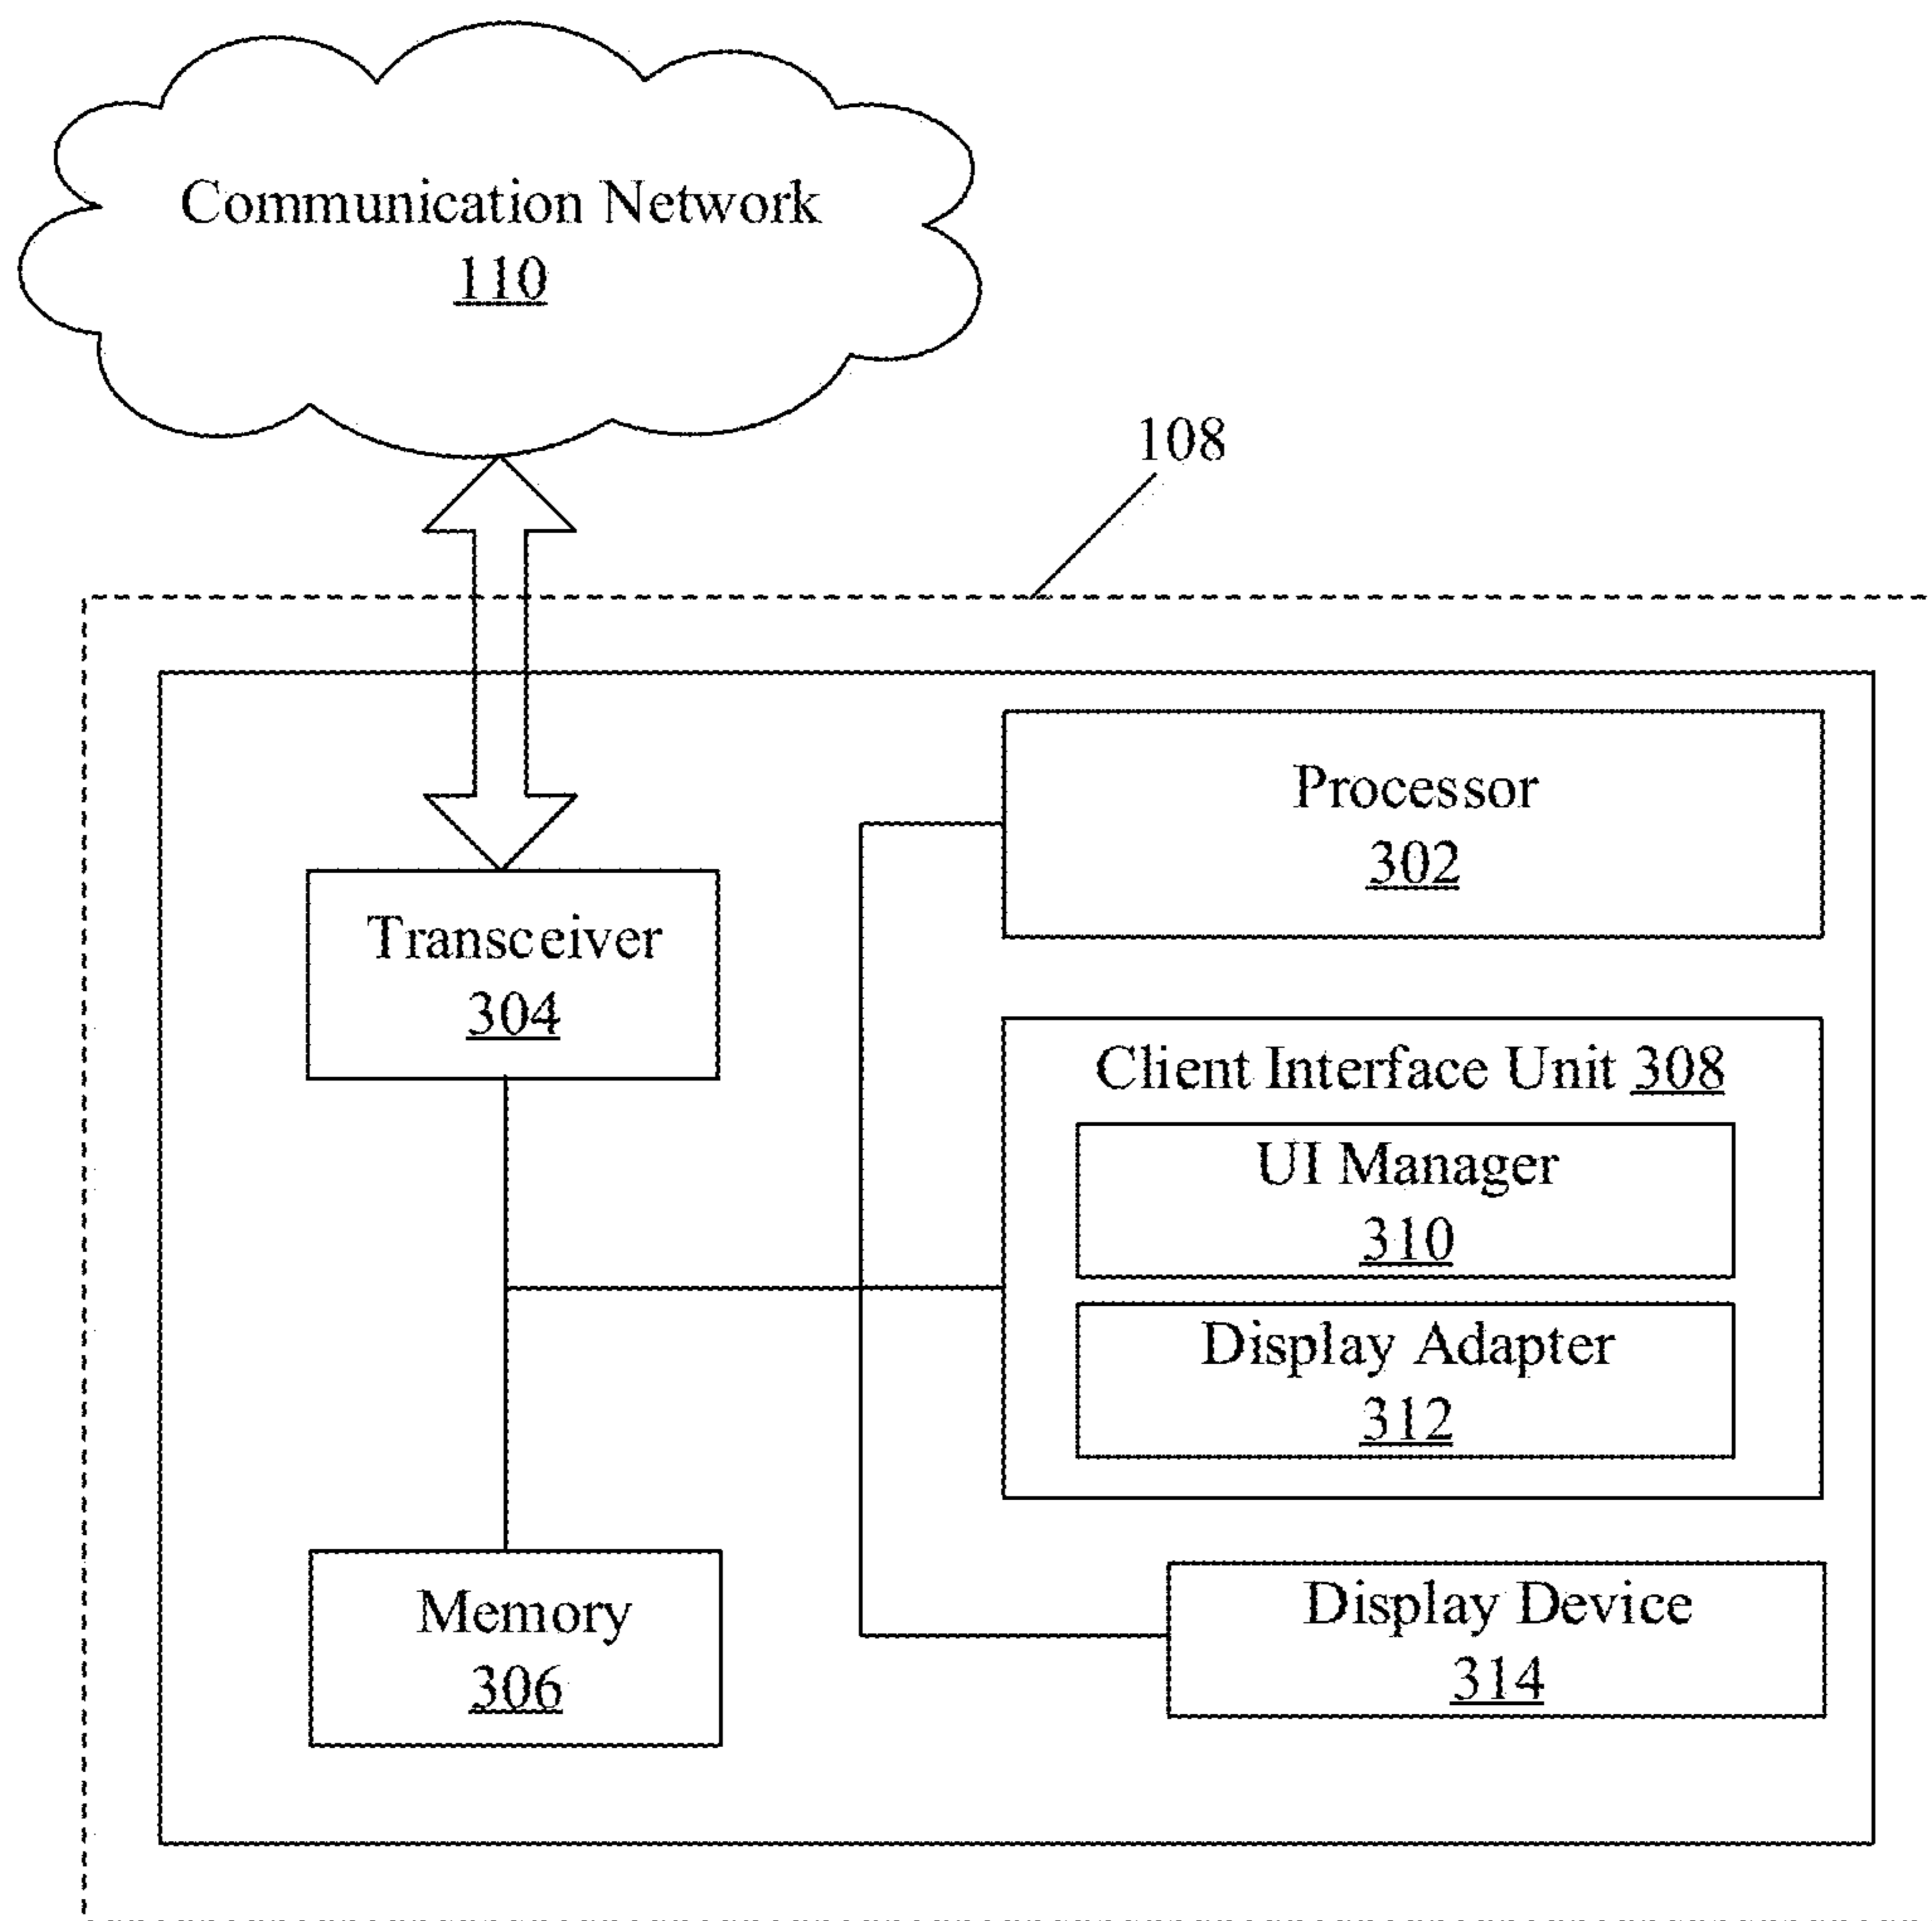 Communication Network
110
108
Processor
302
Transceiver
304
Client Interface Unit 308
UI Manager
310
Display Adapter
312
Memory
306
Display Device
314